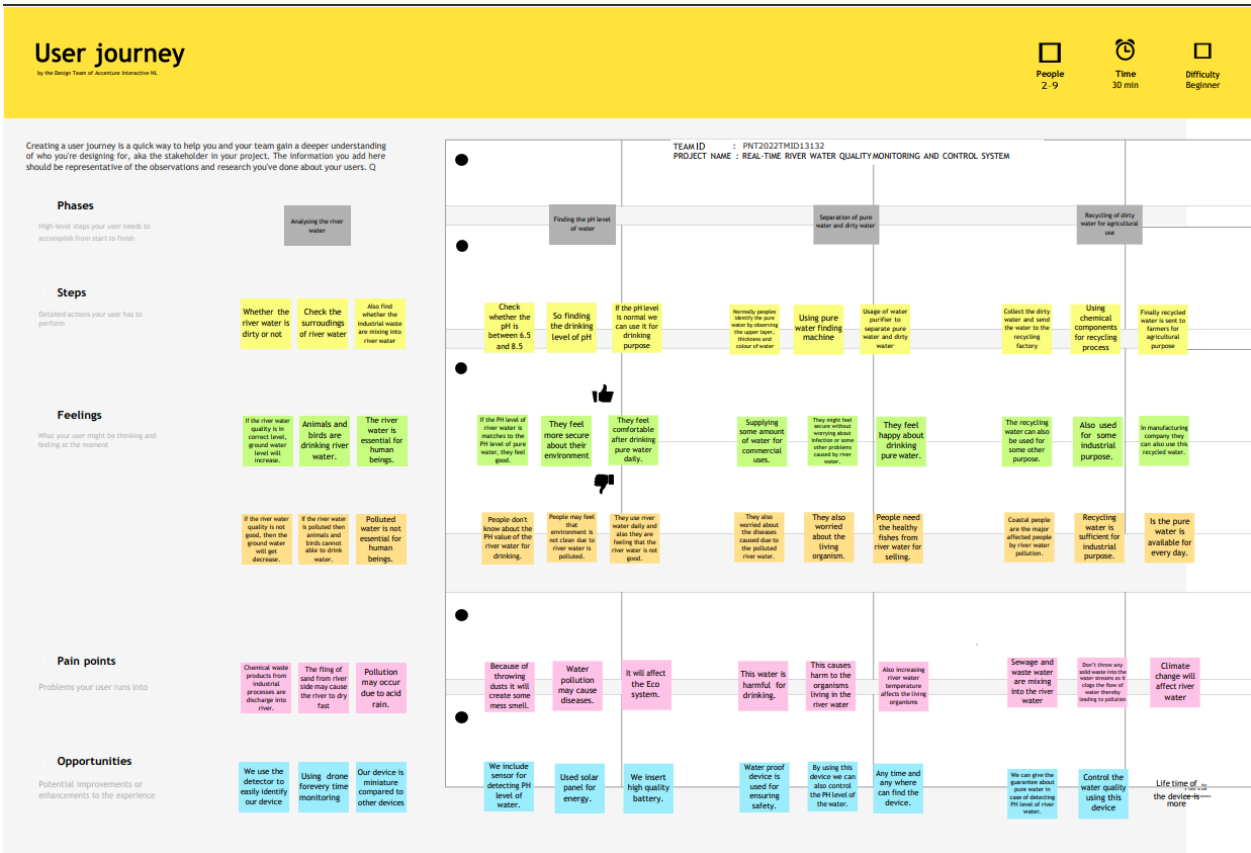 User journey
by the Design Team of Accenture Interactive NL
People
2-9
Time
30 min
Difficulty
Beginner
Creating a user journey is a quick way to help you and your team gain a deeper understanding
of who you're designing for, aka the stakeholder in your project. The information you add here
should be representative of the observations and research you've done about your users. Q
TEAM ID : PNT2022TMID13132
PROJECT NAME : REAL-TIME RIVER WATER QUALITY MONITORING AND CONTROL SYSTEM
Phases
High-level steps your user needs to
accomplish from start to finish
Analysing the river
water
Finding the pH level
of water
Separation of pure
water and dirty water
Recycling of dirty
water for agricultural
use
Steps
Detailed actions your user has to
perform
Whether the
river water is
dirty or not
Check the
surroudings
of river water
Also find
whether the
industrial waste
are mixing into
river water
Check
whether the
pH is
between 6.5
and 8.5
So finding
the drinking
level of pH
If the pH level
is normal we
can use it for
drinking
purpose
Normally peoples
identify the pure
water by observing
the upper layer,
thickness and
colour of water
Using pure
water finding
machine
Usage of water
purifier to
separate pure
water and dirty
water
Collect the dirty
water and send
the water to the
recycling
factory
Using
chemical
components
for recycling
process
Finally recycled
water is sent to
farmers for
agricultural
purpose
Feelings
What your user might be thinking and
feeling at the moment
If the river water
quality is in
correct level,
ground water
level will
increase.
Animals and
birds are
drinking river
water.
The river
water is
essential for
human
beings.
If the PH level of
river water is
matches to the
PH level of pure
water, they feel
good.
They feel
more secure
about their
environment
They feel
comfortable
after drinking
pure water
daily.
Supplying
some amount
of water for
commercial
uses.
They might feel
secure without
worrying about
infection or some
other problems
caused by river
water.
They feel
happy about
drinking
pure water.
The recycling
water can also
be used for
some other
purpose.
Also used
for some
industrial
purpose.
In manufacturing
company they
can also use this
recycled water.
If the river water
quality is not
good, then the
ground water
will get
decrease.
If the river water
is polluted then
animals and
birds cannot
able to drink
water.
Polluted
water is not
essential for
human
beings.
People don't
know about the
PH value of the
river water for
drinking.
People may feel
that
environment is
not clean due to
river water is
polluted.
They use river
water daily and
also they are
feeling that the
river water is not
good.
They also
worried about
the diseases
caused due to
the polluted
river water.
They also
worried
about the
living
organism.
People need
the healthy
fishes from
river water for
selling.
Coastal people
are the major
affected people
by river water
pollution.
Recycling
water is
sufficient for
industrial
purpose.
Is the pure
water is
available for
every day.
Pain points
Problems your user runs into
Chemical waste
products from
industrial
processes are
discharge into
river.
The fling of
sand from river
side may cause
the river to dry
fast
Pollution
may occur
due to acid
rain.
Because of
throwing
dusts it will
create some
mess smell.
Water
pollution
may cause
diseases.
It will affect
the Eco
system.
This water is
harmful for
drinking.
This causes
harm to the
organisms
living in the
river water
Also increasing
river water
temperature
affects the living
organisms
Sewage and
waste water
are mixing
into the river
water
Don't throw any
solid waste into the
water streams as it
clogs the flow of
water thereby
leading to pollution
Climate
change will
affect river
water
Opportunities
Potential improvements or
enhancements to the experience
We use the
detector to
easily identify
our device
Using drone
forevery time
monitoring
Our device is
miniature
compared to
other devices
We include
sensor for
detecting PH
level of
water.
Used solar
panel for
energy.
We insert
high quality
battery.
Water proof
device is
used for
ensuring
safety.
By using this
device we can
also control
the PH level of
the water.
Any time and
any where
can find the
device.
We can give the
guarantee about
pure water in
case of detecting
PH level of river
water.
Control the
water quality
using this
device
Life time of
the device is
more